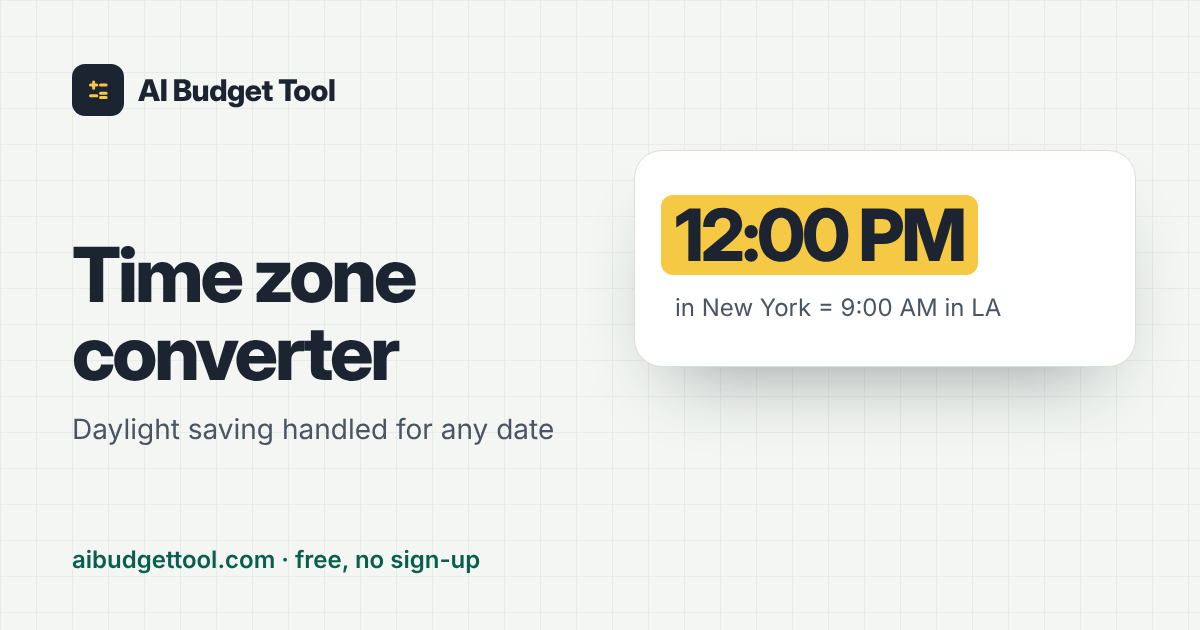 AI Budget Tool
Time zone
converter
Daylight saving handled for any date
12:00 PM
in New York = 9:00 AM in LA
aibudgettool.com · free, no sign-up